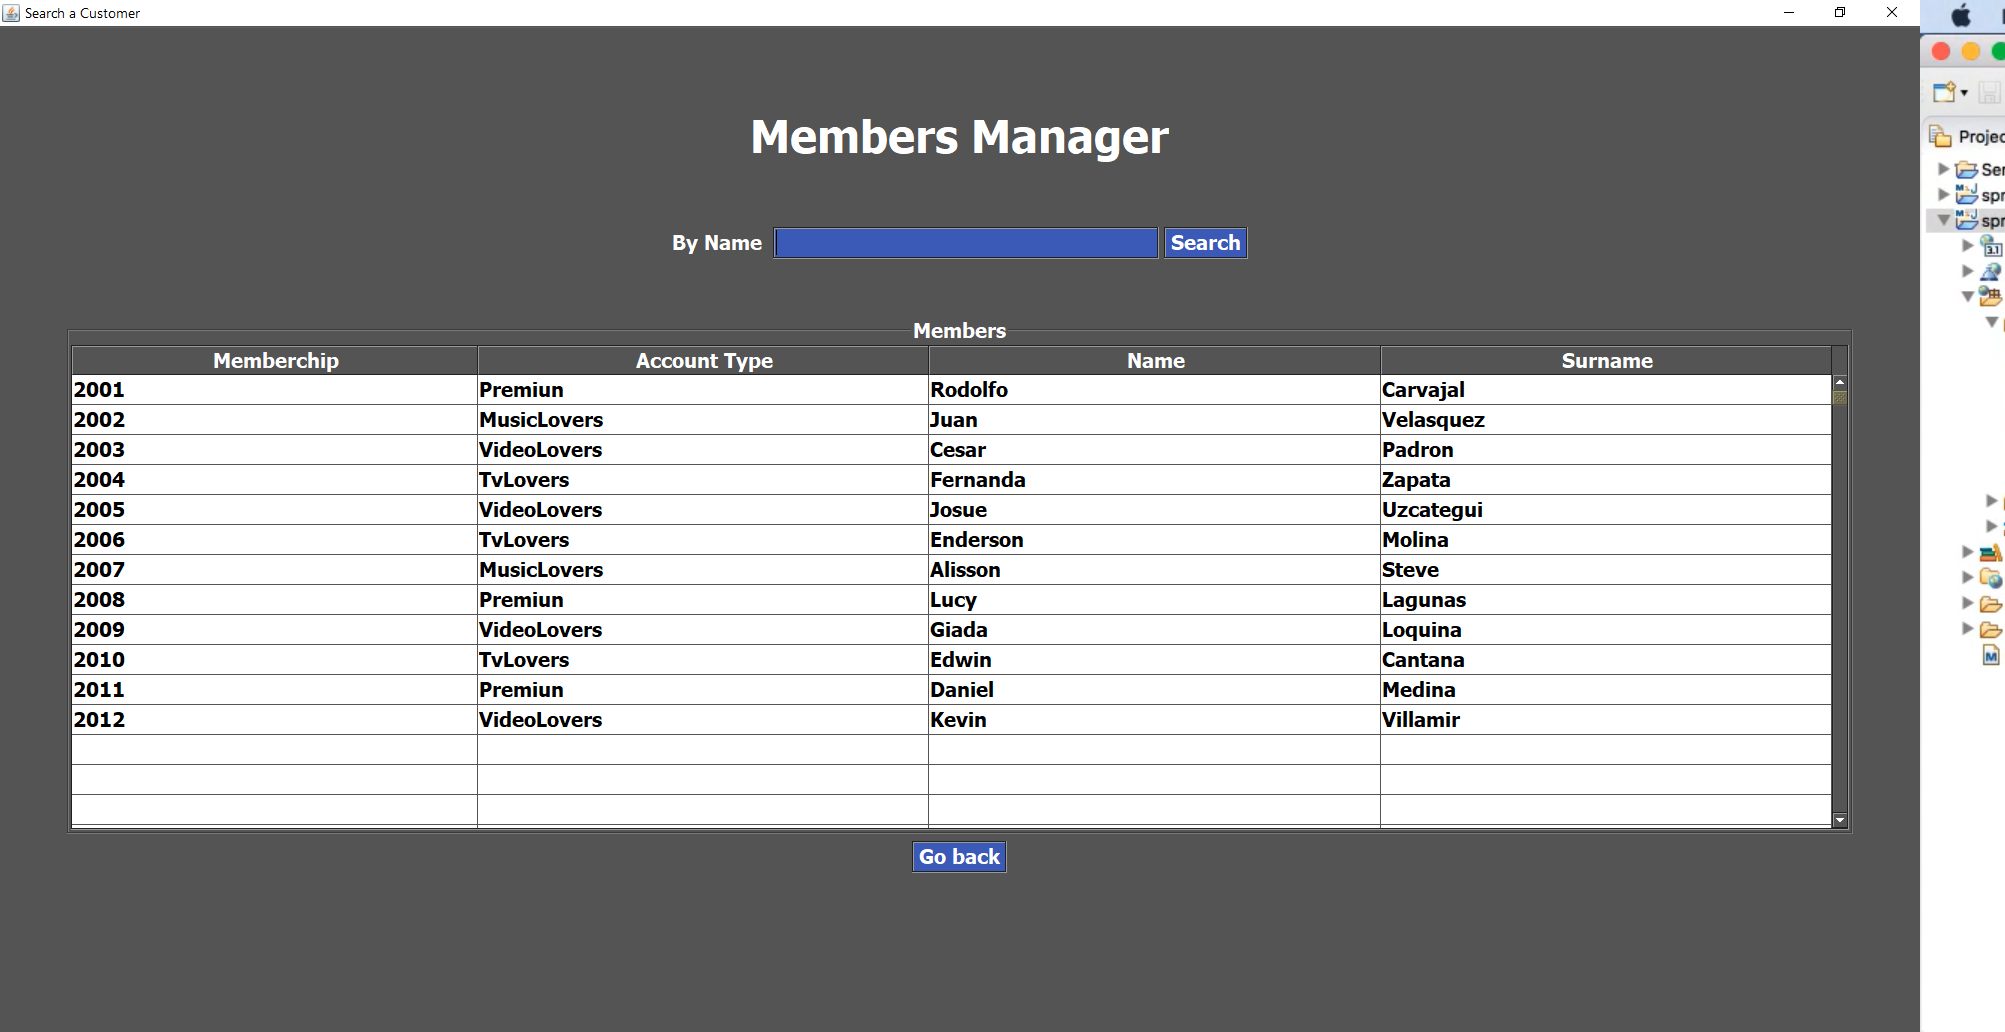 Search a Customer
Members Manager
By Name Search
Members
Memberchip Account Type Name Surname
2001 Premiun Rodolfo Carvajal
2002 MusicLovers Juan Velasquez
2003 VideoLovers Cesar Padron
2004 TvLovers Fernanda Zapata
2005 VideoLovers Josue Uzcategui
2006 TvLovers Enderson Molina
2007 MusicLovers Alisson Steve
2008 Premiun Lucy Lagunas
2009 VideoLovers Giada Loquina
2010 TvLovers Edwin Cantana
2011 Premiun Daniel Medina
2012 VideoLovers Kevin Villamir
Go back
Projec
Ser
spr
spr
3.1